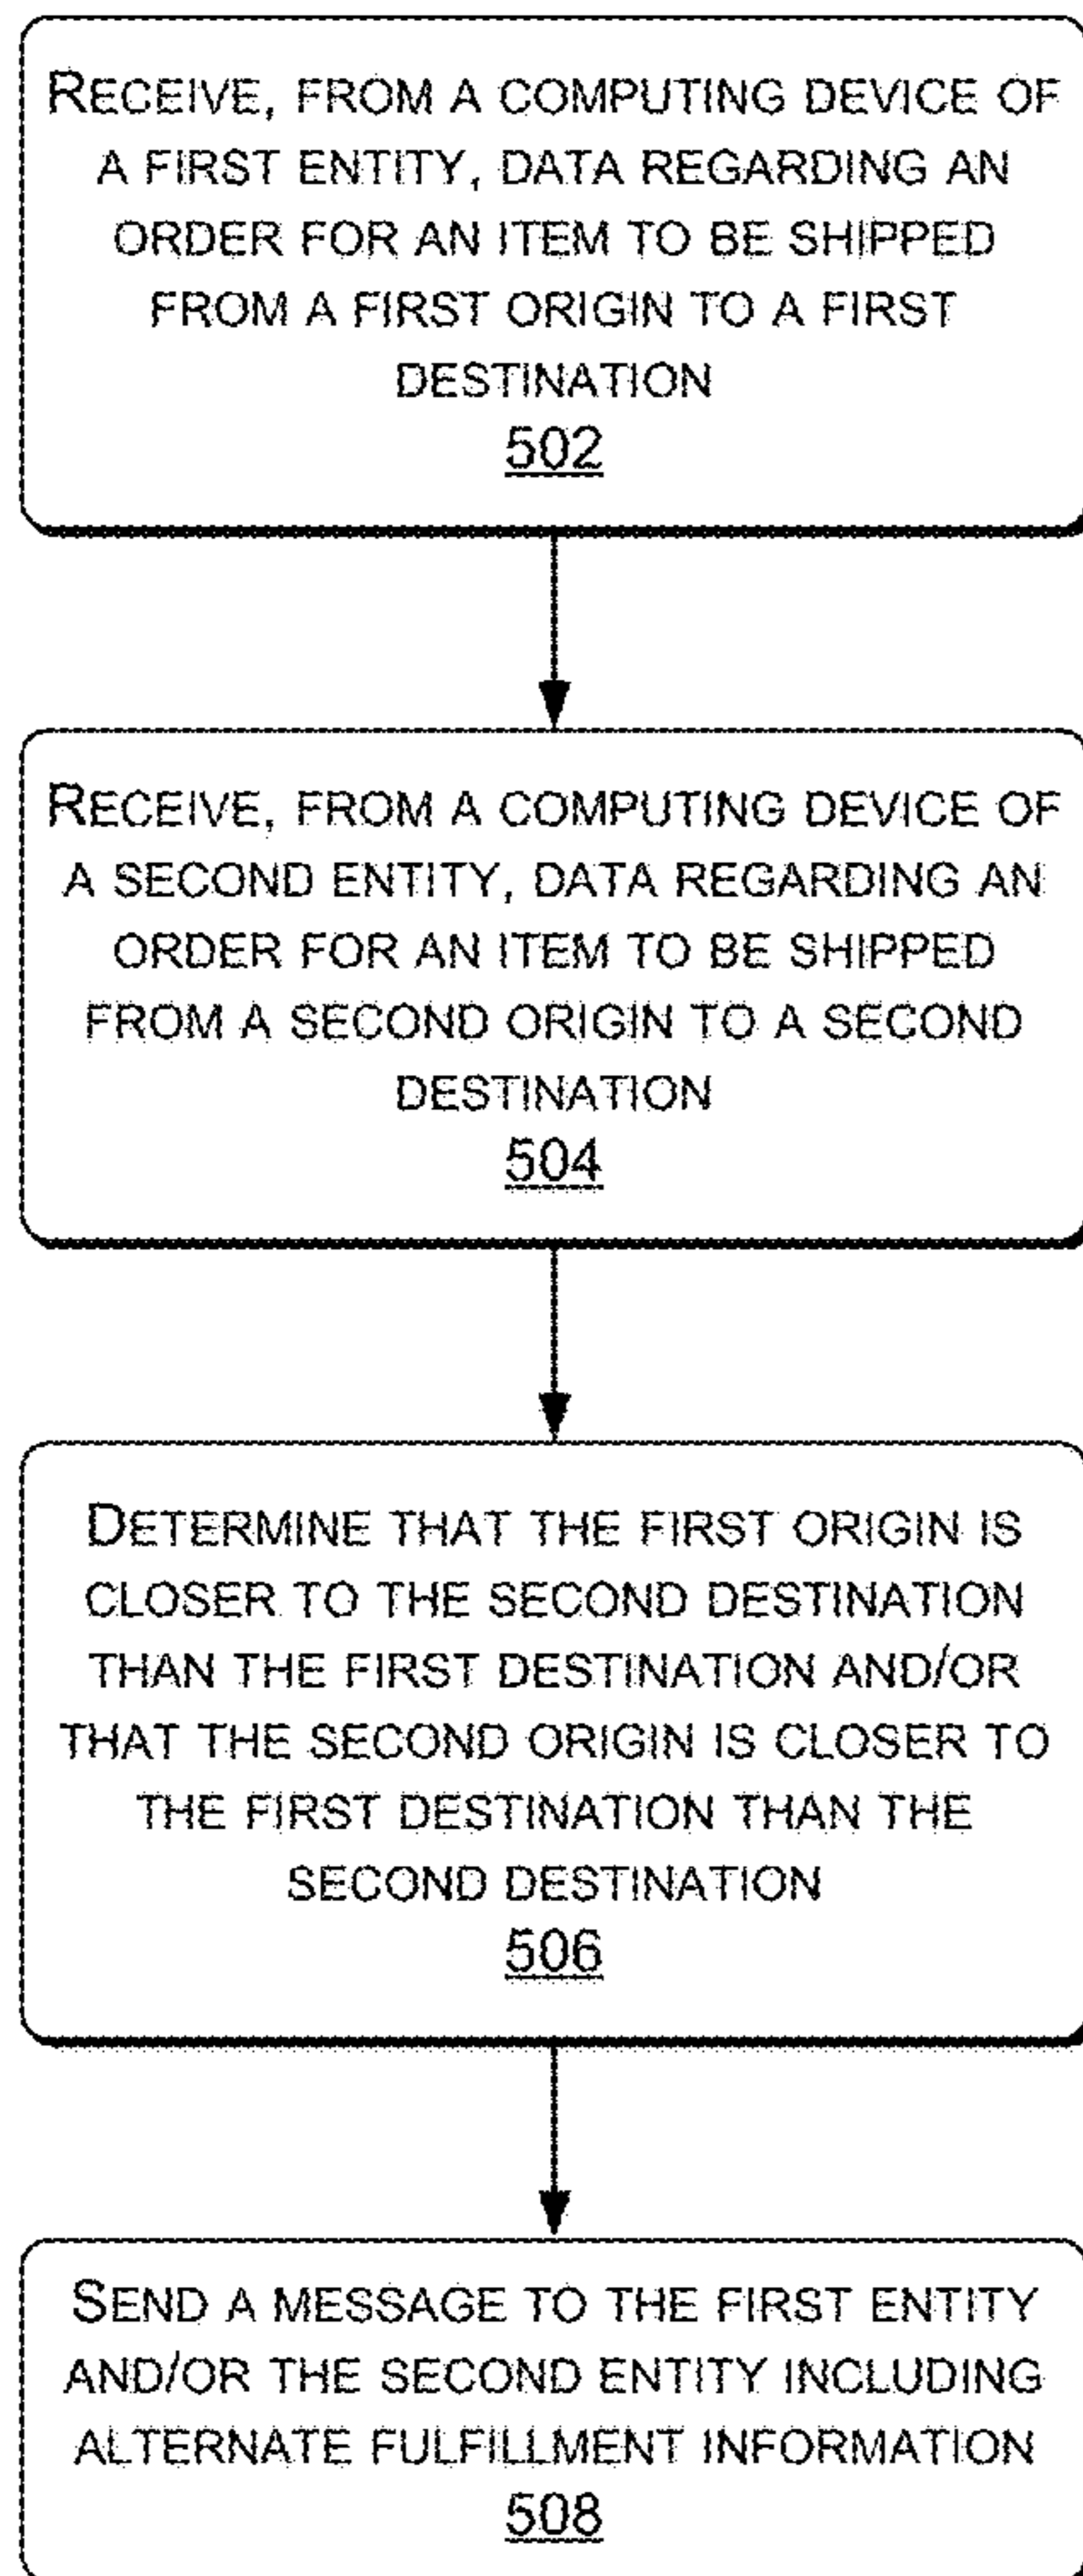 RECEIVE, FROM A COMPUTING DEVICE OF
A FIRST ENTITY, DATA REGARDING AN
ORDER FOR AN ITEM TO BE SHIPPED
FROM A FIRST ORIGIN TO A FIRST
DESTINATION
502
RECEIVE, FROM A COMPUTING DEVICE OF
A SECOND ENTITY, DATA REGARDING AN
ORDER FOR AN ITEM TO BE SHIPPED
FROM A SECOND ORIGIN TO A SECOND
DESTINATION
504
DETERMINE THAT THE FIRST ORIGIN IS
CLOSER TO THE SECOND DESTINATION
THAN THE FIRST DESTINATION AND/OR
THAT THE SECOND ORIGIN IS CLOSER TO
THE FIRST DESTINATION THAN THE
SECOND DESTINATION
506
SEND A MESSAGE TO THE FIRST ENTITY
AND/OR THE SECOND ENTITY INCLUDING
ALTERNATE FULFILLMENT INFORMATION
508